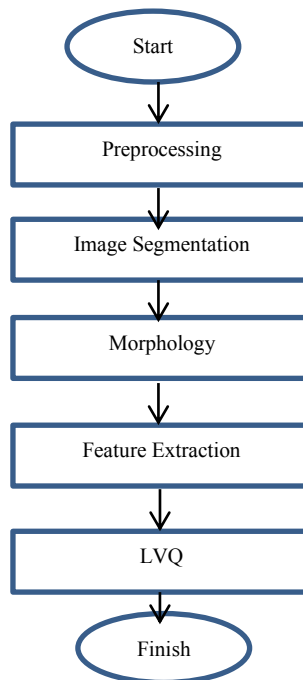 Start
Preprocessing
Image Segmentation
Morphology
Feature Extraction
LVQ
Finish